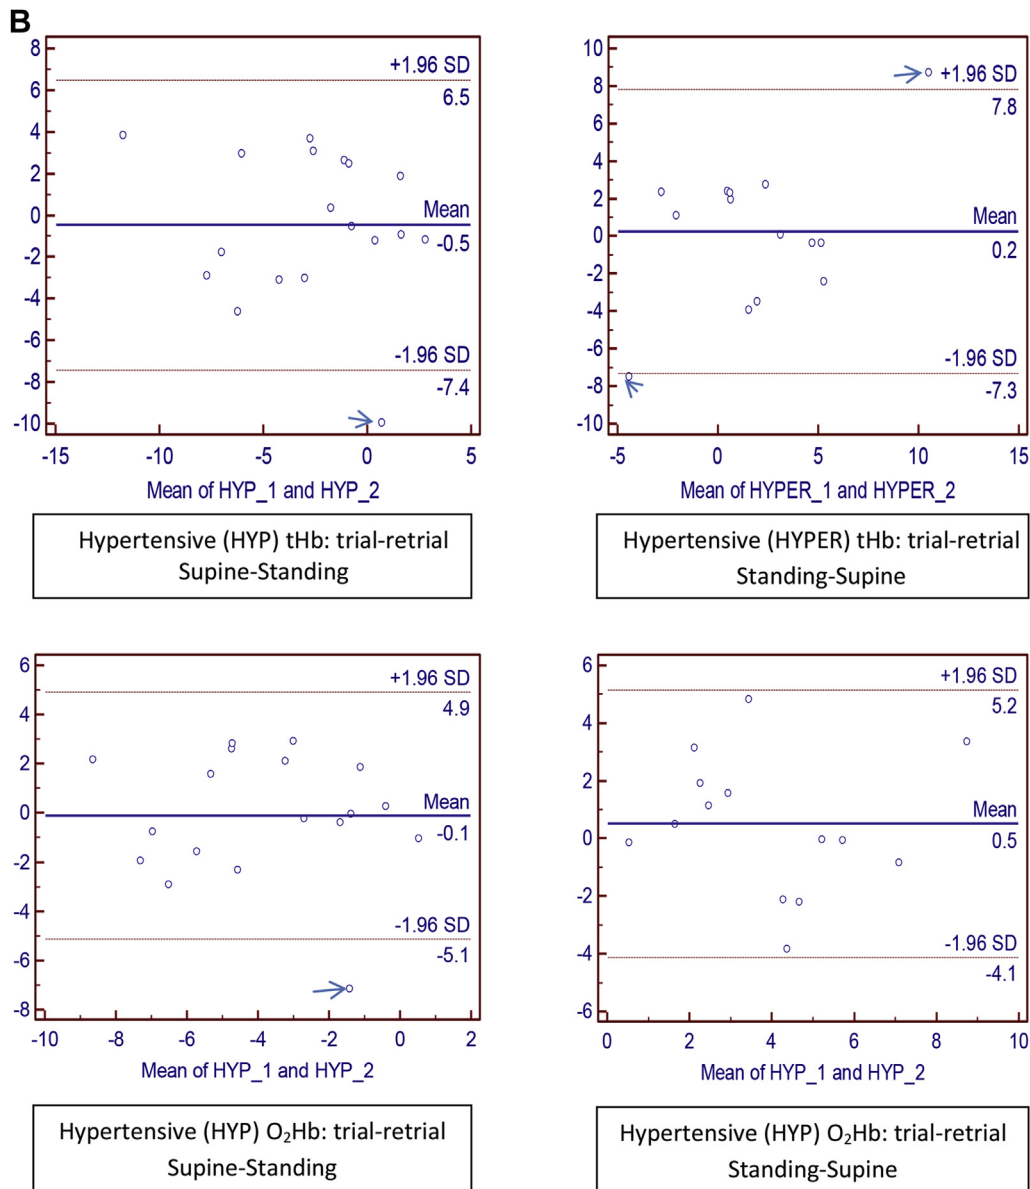 B
8
6
4
2
0
-2
-4
-6
-8
-10
+1.96 SD
6.5
Mean
-0.5
-1.96 SD
-7.4
-15 -10 -5 0 5
Mean of HYP_1 and HYP_2
Hypertensive (HYP) tHb: trial-retrial
Supine-Standing
10
8
6
4
2
0
-2
-4
-6
-8
-10
+1.96 SD
7.8
Mean
0.2
-1.96 SD
-7.3
-5 0 5 10 15
Mean of HYPER_1 and HYPER_2
Hypertensive (HYPER) tHb: trial-retrial
Standing-Supine
6
4
2
0
-2
-4
-6
-8
+1.96 SD
4.9
Mean
-0.1
-1.96 SD
-5.1
-10 -8 -6 -4 -2 0 2
Mean of HYP_1 and HYP_2
Hypertensive (HYP) O₂Hb: trial-retrial
Supine-Standing
6
4
2
0
-2
-4
-6
+1.96 SD
5.2
Mean
0.5
-1.96 SD
-4.1
0 2 4 6 8 10
Mean of HYP_1 and HYP_2
Hypertensive (HYP) O₂Hb: trial-retrial
Standing-Supine